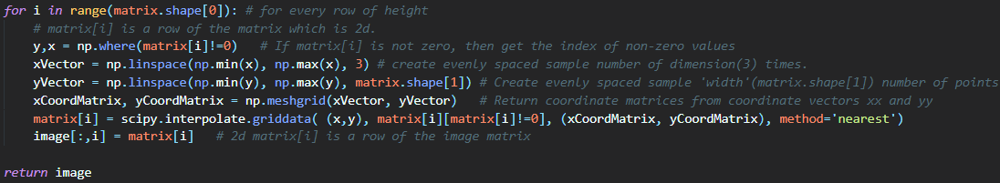 for i in range(matrix.shape[0]): # for every row of height
# matrix[i] is a row of the matrix which is 2d.
y,x = np.where(matrix[i]!=0)   # If matrix[i] is not zero, then get the index of non-zero values
xVector = np.linspace(np.min(x), np.max(x), 3) # create evenly spaced sample number of dimension(3) times.
yVector = np.linspace(np.min(y), np.max(y), matrix.shape[1]) # Create evenly spaced sample 'width'(matrix.shape[1]) number of points
xCoordMatrix, yCoordMatrix = np.meshgrid(xVector, yVector)   # Return coordinate matrices from coordinate vectors xx and yy
matrix[i] = scipy.interpolate.griddata( (x,y), matrix[i][matrix[i]!=0], (xCoordMatrix, yCoordMatrix), method='nearest')
image[:,i] = matrix[i]   # 2d matrix[i] is a row of the image matrix
return image